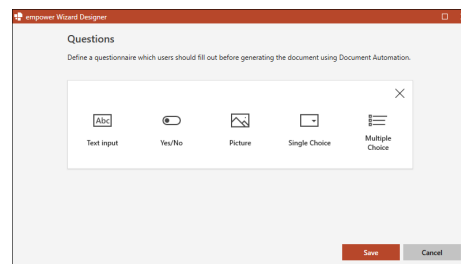 empower Wizard Designer
Questions
Define a questionnaire which users should fill out before generating the document using Document Automation.
Abc
Text input
Yes/No
Picture
Single Choice
Multiple
Choice
Save
Cancel